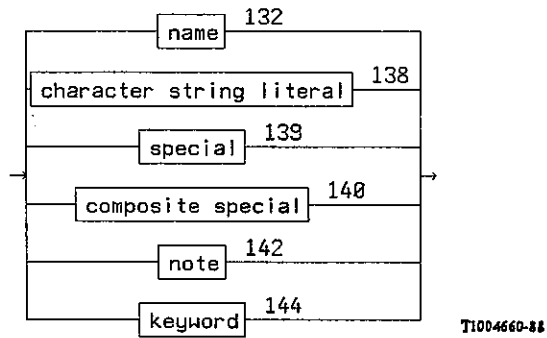 name 132
character string literal 138
special 139
composite special 140
note 142
keyword 144
T1004660-88